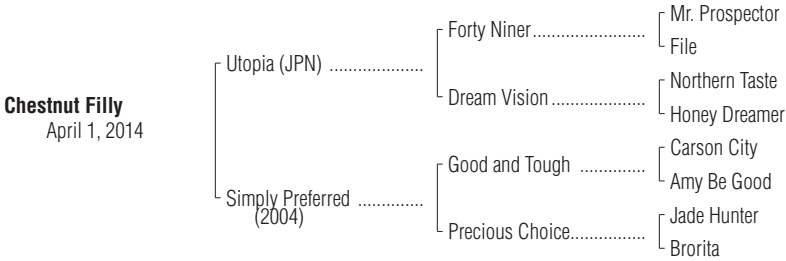 Mr. Prospector
Forty Niner........................
File
Utopia (JPN) ....................
Northern Taste
Dream Vision....................
Honey Dreamer
Chestnut Filly
April 1, 2014
Carson City
Good and Tough ..............
Amy Be Good
Simply Preferred ..............
(2004)
Jade Hunter
Precious Choice................
Brorita